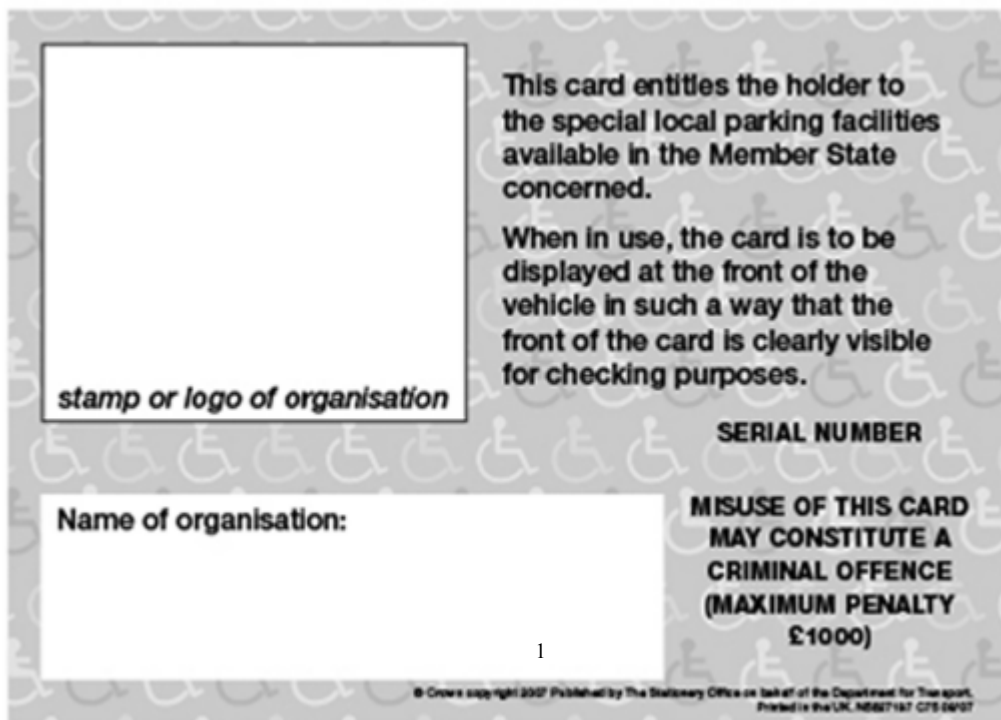 stamp or logo of organisation
This card entitles the holder to
the special local parking facilities
available in the Member State
concerned.
When in use, the card is to be
displayed at the front of the
vehicle in such a way that the
front of the card is clearly visible
for checking purposes.
SERIAL NUMBER
Name of organisation:
MISUSE OF THIS CARD
MAY CONSTITUTE A
CRIMINAL OFFENCE
(MAXIMUM PENALTY
£1000)
1
© Crown copyright 2007 Published by The Stationery Office on behalf of the Department for Transport.
Printed in the UK.